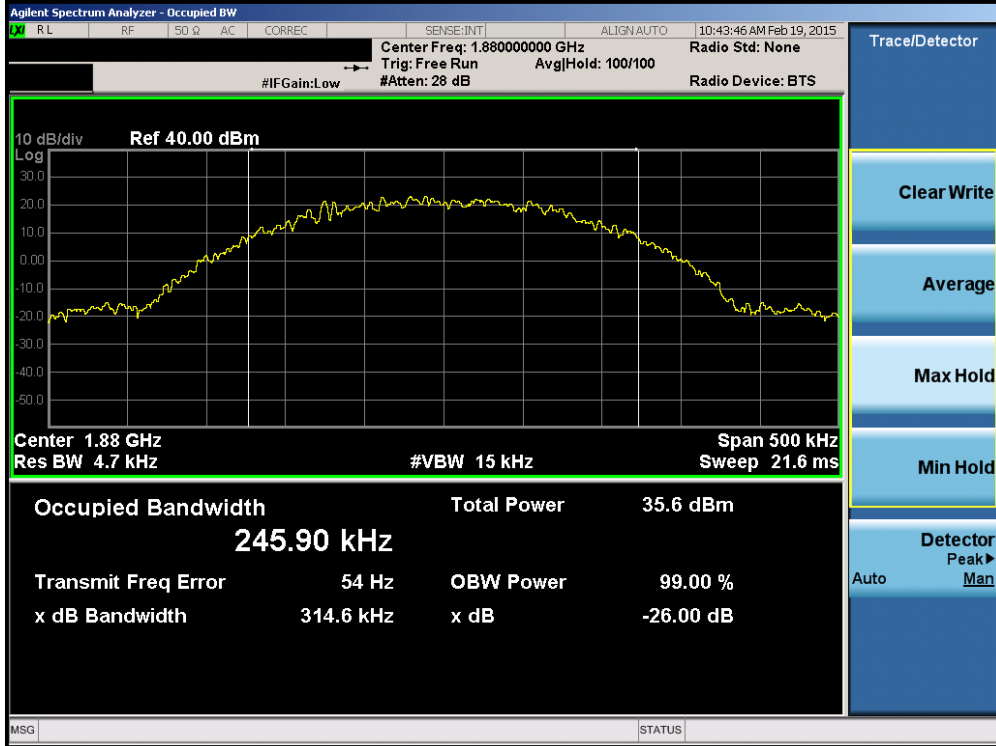 Agilent Spectrum Analyzer - Occupied BW
LXI RL RF 50 Ω AC CORREC SENSE:INT ALIGN AUTO 10:43:46 AM Feb 19, 2015
Center Freq: 1.880000000 GHz Radio Std: None
Trig: Free Run Avg|Hold: 100/100
#IFGain:Low #Atten: 28 dB Radio Device: BTS
10 dB/div Ref 40.00 dBm
Log
30.0
20.0
10.0
0.00
-10.0
-20.0
-30.0
-40.0
-50.0
Center 1.88 GHz Span 500 kHz
Res BW 4.7 kHz #VBW 15 kHz Sweep 21.6 ms
Occupied Bandwidth Total Power 35.6 dBm
245.90 kHz
Transmit Freq Error 54 Hz OBW Power 99.00 %
x dB Bandwidth 314.6 kHz x dB -26.00 dB
MSG STATUS
Trace/Detector
Clear Write
Average
Max Hold
Min Hold
Detector
Peak▶
Auto Man